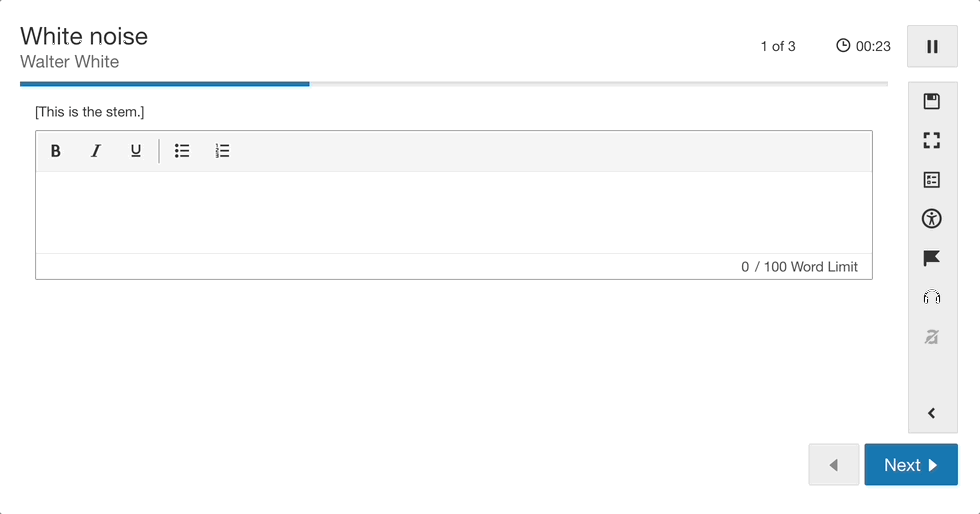 White noise
Walter White
1 of 3
00:23
[This is the stem.]
B I U
0 / 100 Word Limit
Next